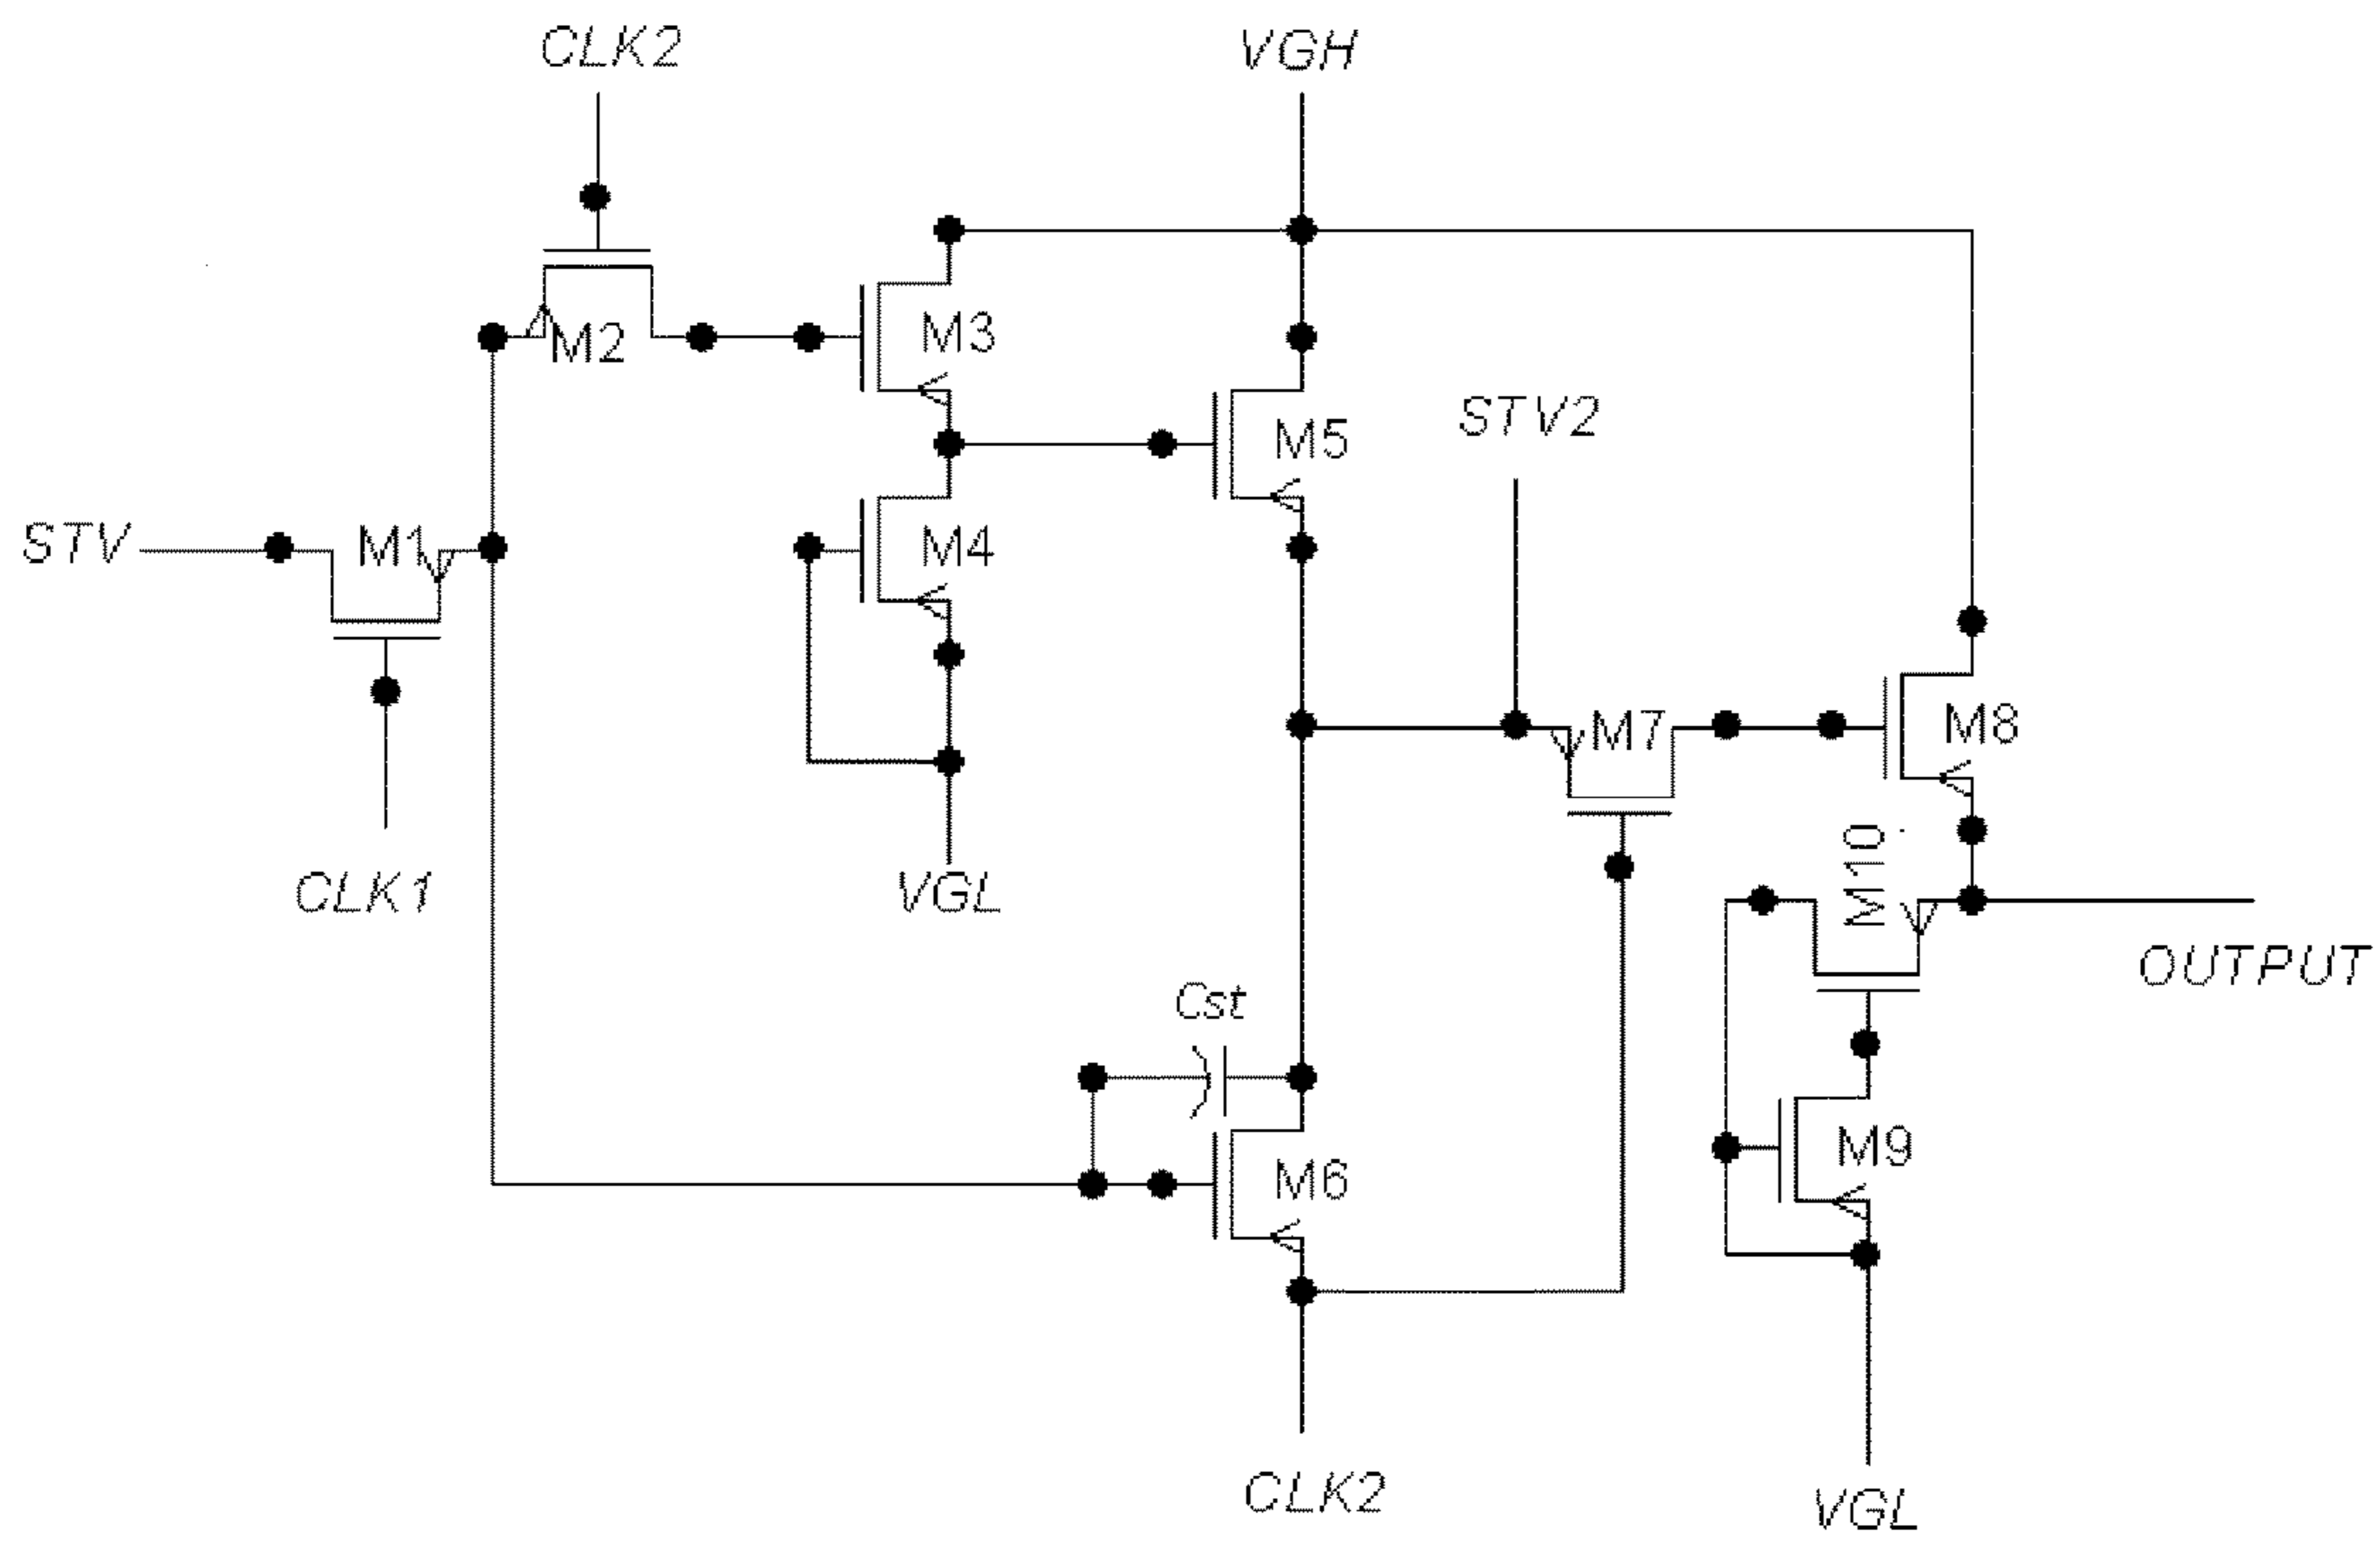 CLK2
VGH
M2
M3
M5
STV2
STV
M1
M4
M7
M8
CLK1
VGL
M10
OUTPUT
Cst
M9
M6
CLK2
VGL